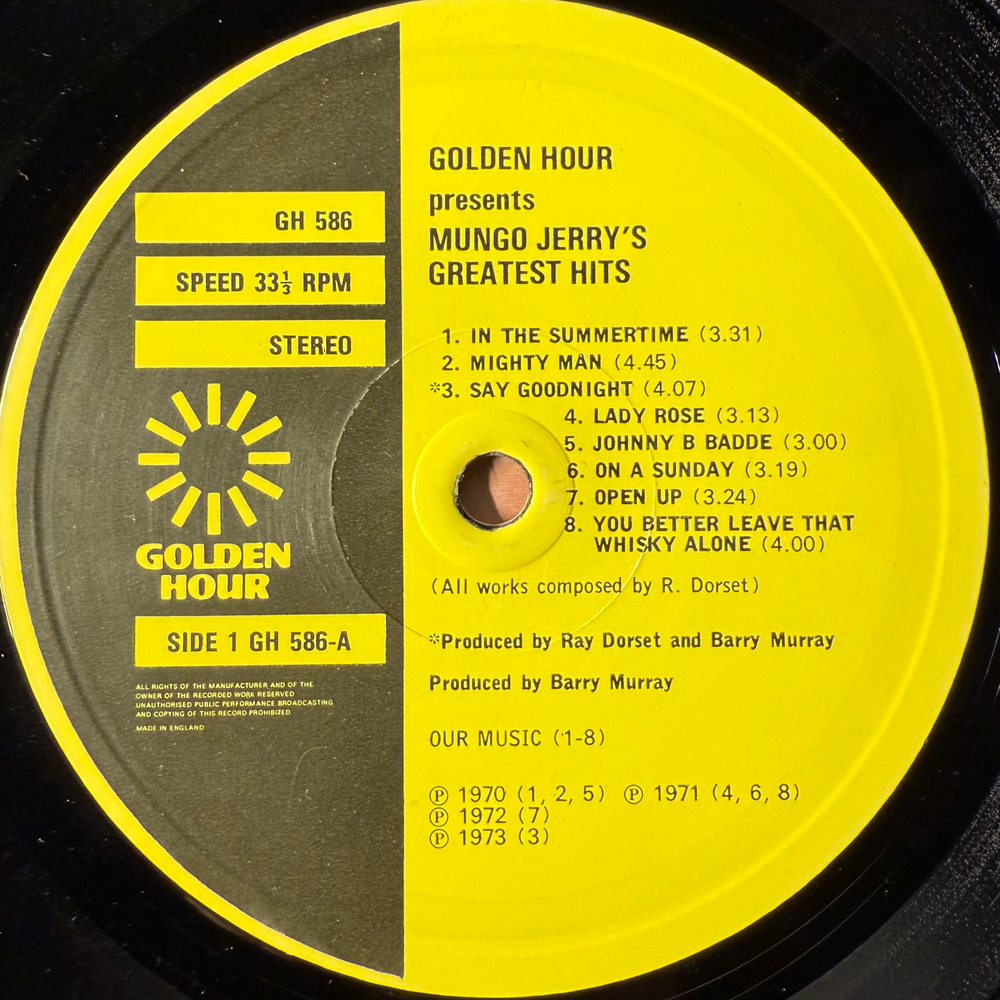 GH 586
SPEED 33⅓ RPM
STEREO
GOLDEN
HOUR
SIDE 1 GH 586-A
ALL RIGHTS OF THE MANUFACTURER AND OF THE
OWNER OF THE RECORDED WORK RESERVED
UNAUTHORISED PUBLIC PERFORMANCE BROADCASTING
AND COPYING OF THIS RECORD PROHIBITED
MADE IN ENGLAND
GOLDEN HOUR
presents
MUNGO JERRY'S
GREATEST HITS
1. IN THE SUMMERTIME (3.31)
2. MIGHTY MAN (4.45)
*3. SAY GOODNIGHT (4.07)
4. LADY ROSE (3.13)
5. JOHNNY B BADDE (3.00)
6. ON A SUNDAY (3.19)
7. OPEN UP (3.24)
8. YOU BETTER LEAVE THAT
WHISKY ALONE (4.00)
(All works composed by R. Dorset)
*Produced by Ray Dorset and Barry Murray
Produced by Barry Murray
OUR MUSIC (1-8)
℗ 1970 (1, 2, 5) ℗ 1971 (4, 6, 8)
℗ 1972 (7)
℗ 1973 (3)